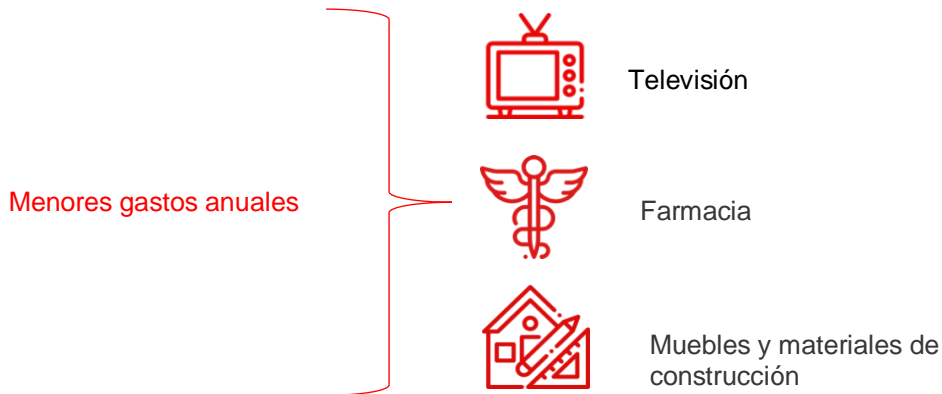 Televisión
Menores gastos anuales
Farmacia
Muebles y materiales de
construcción